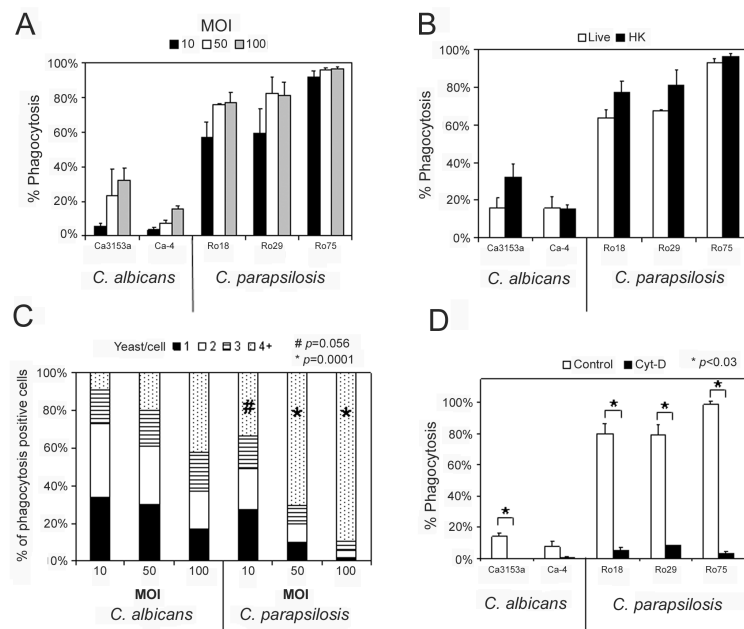 A
MOI
10 50 100
% Phagocytosis
100%
80%
60%
40%
20%
0%
Ca3153a Ca-4 Ro18 Ro29 Ro75
C. albicans C. parapsilosis
B
Live HK
% Phagocytosis
100%
80%
60%
40%
20%
0%
Ca3153a Ca-4 Ro18 Ro29 Ro75
C. albicans C. parapsilosis
C
Yeast/cell 1 2 3 4+
# p=0.056
* p=0.0001
% of phagocytosis positive cells
100%
80%
60%
40%
20%
0%
# * *
10 50 100 10 50 100
MOI MOI
C. albicans C. parapsilosis
D
Control Cyt-D * p<0.03
% Phagocytosis
100%
80%
60%
40%
20%
0%
* * * *
Ca3153a Ca-4 Ro18 Ro29 Ro75
C. albicans C. parapsilosis